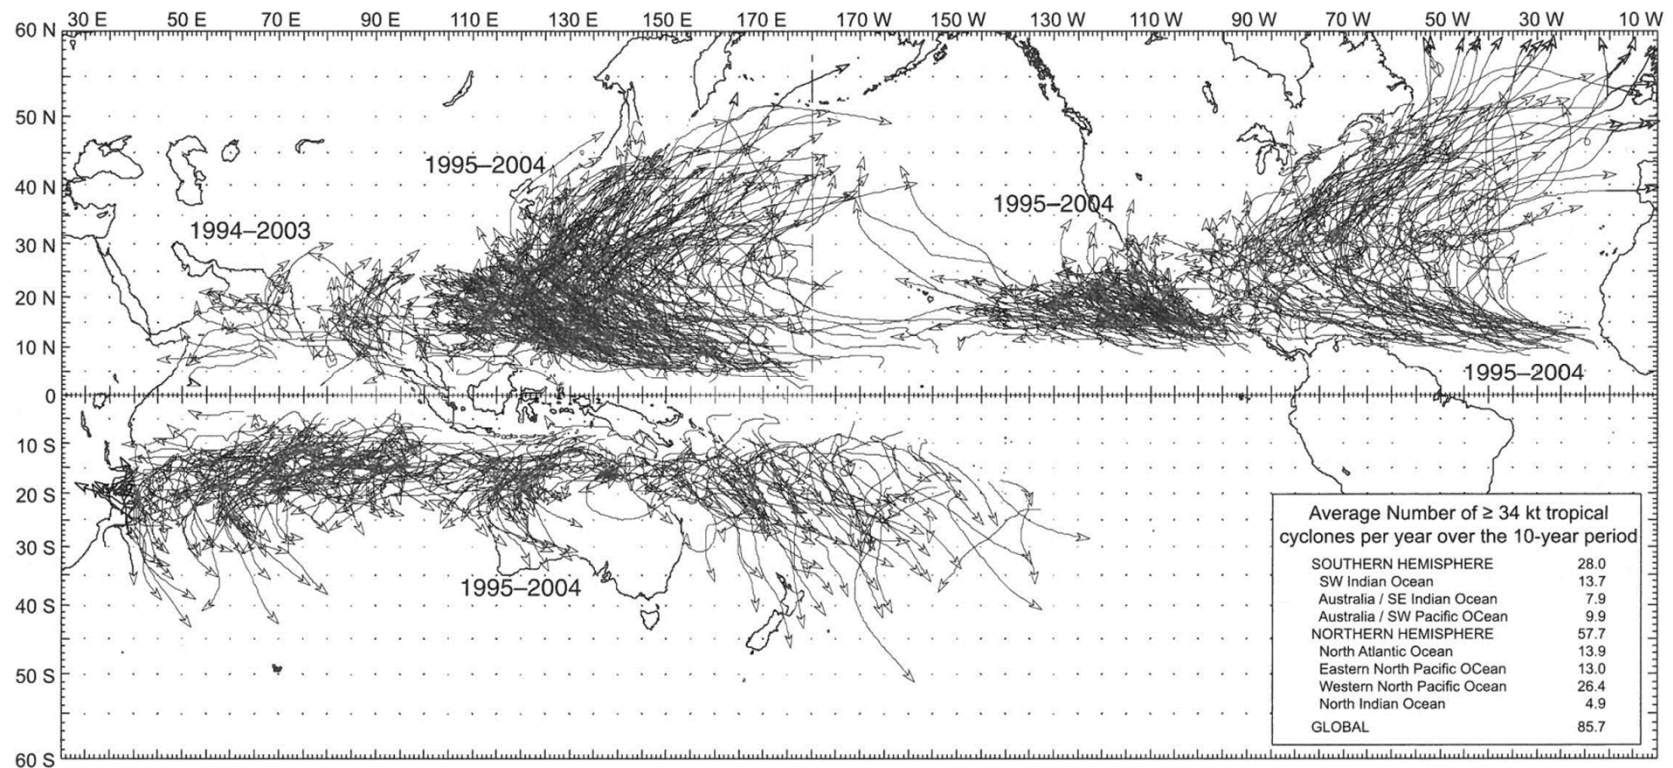 30 E 50 E 70 E 90 E 110 E 130 E 150 E 170 E 170 W 150 W 130 W 110 W 90 W 70 W 50 W 30 W 10 W
60 N
50 N
40 N
30 N
20 N
10 N
0
10 S
20 S
30 S
40 S
50 S
60 S
1995–2004
1994–2003
1995–2004
1995–2004
1995–2004
Average Number of ≥ 34 kt tropical
cyclones per year over the 10-year period
SOUTHERN HEMISPHERE 28.0
SW Indian Ocean 13.7
Australia / SE Indian Ocean 7.9
Australia / SW Pacific OCean 9.9
NORTHERN HEMISPHERE 57.7
North Atlantic Ocean 13.9
Eastern North Pacific OCean 13.0
Western North Pacific OCean 26.4
North Indian Ocean 4.9
GLOBAL 85.7